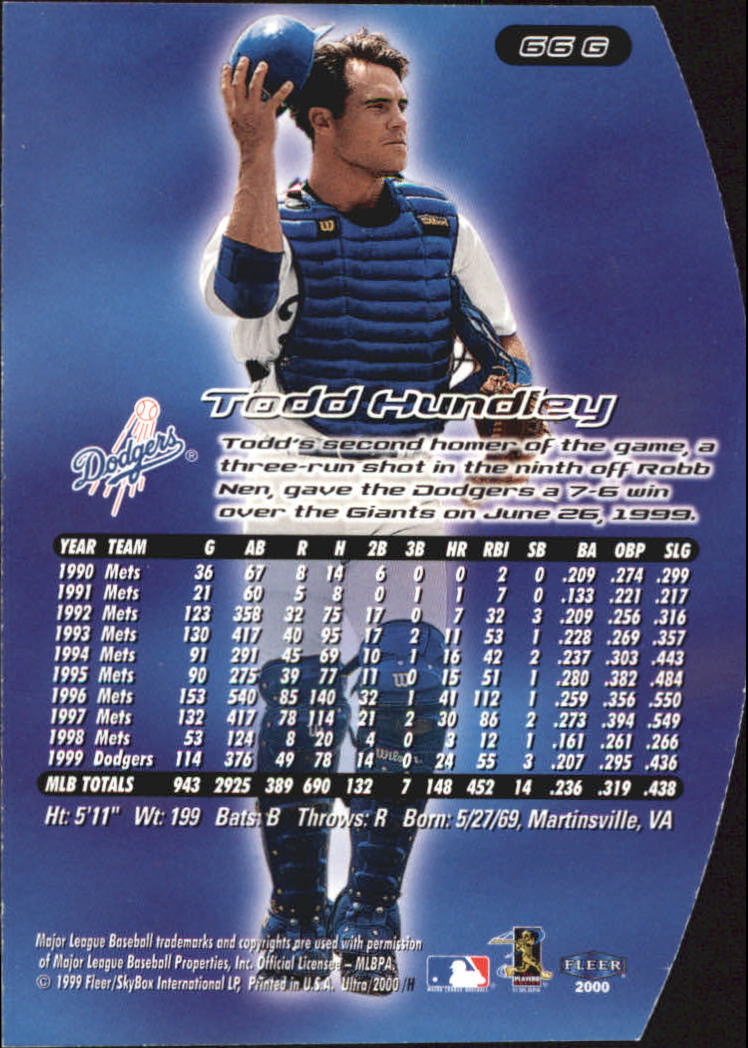 66 G
Todd Hundley
Dodgers ®
Todd's second homer of the game, a
three-run shot in the ninth off Robb
Nen, gave the Dodgers a 7-6 win
over the Giants on June 26, 1999.
YEAR TEAM G AB R H 2B 3B HR RBI SB BA OBP SLG
1990 Mets 36 67 8 14 6 0 0 2 0 .209 .274 .299
1991 Mets 21 60 5 8 0 1 1 7 0 .133 .221 .217
1992 Mets 123 358 32 75 17 0 7 32 3 .209 .256 .316
1993 Mets 130 417 40 95 17 2 11 53 1 .228 .269 .357
1994 Mets 91 291 45 69 10 1 16 42 2 .237 .303 .443
1995 Mets 90 275 39 77 11 0 15 51 1 .280 .382 .484
1996 Mets 153 540 85 140 32 1 41 112 1 .259 .356 .550
1997 Mets 132 417 78 114 21 2 30 86 2 .273 .394 .549
1998 Mets 53 124 8 20 4 0 3 12 1 .161 .261 .266
1999 Dodgers 114 376 49 78 14 0 24 55 3 .207 .295 .436
MLB TOTALS 943 2925 389 690 132 7 148 452 14 .236 .319 .438
Ht: 5'11" Wt: 199 Bats: B Throws: R Born: 5/27/69, Martinsville, VA
Major League Baseball trademarks and copyrights are used with permission
of Major League Baseball Properties, Inc. Official Licensee – MLBPA.
© 1999 Fleer/SkyBox International LP, Printed in U.S.A. Ultra/2000 /H
MAJOR LEAGUE BASEBALL
PLAYERS
FLEER
2000
W
Wilson
W
Wilson